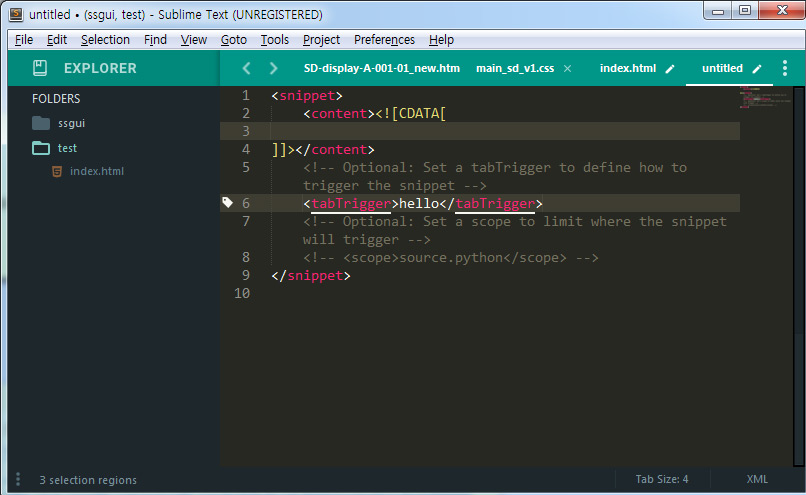 untitled • (ssgui, test) - Sublime Text (UNREGISTERED)
File Edit Selection Find View Goto Tools Project Preferences Help
EXPLORER
SD-display-A-001-01_new.htm main_sd_v1.css × index.html untitled
FOLDERS
ssgui
test
index.html
1 <snippet>
2 <content><![CDATA[
3
4 ]]></content>
5 <!-- Optional: Set a tabTrigger to define how to
trigger the snippet -->
6 <tabTrigger>hello</tabTrigger>
7 <!-- Optional: Set a scope to limit where the snippet
will trigger -->
8 <!-- <scope>source.python</scope> -->
9 </snippet>
10
3 selection regions Tab Size: 4 XML